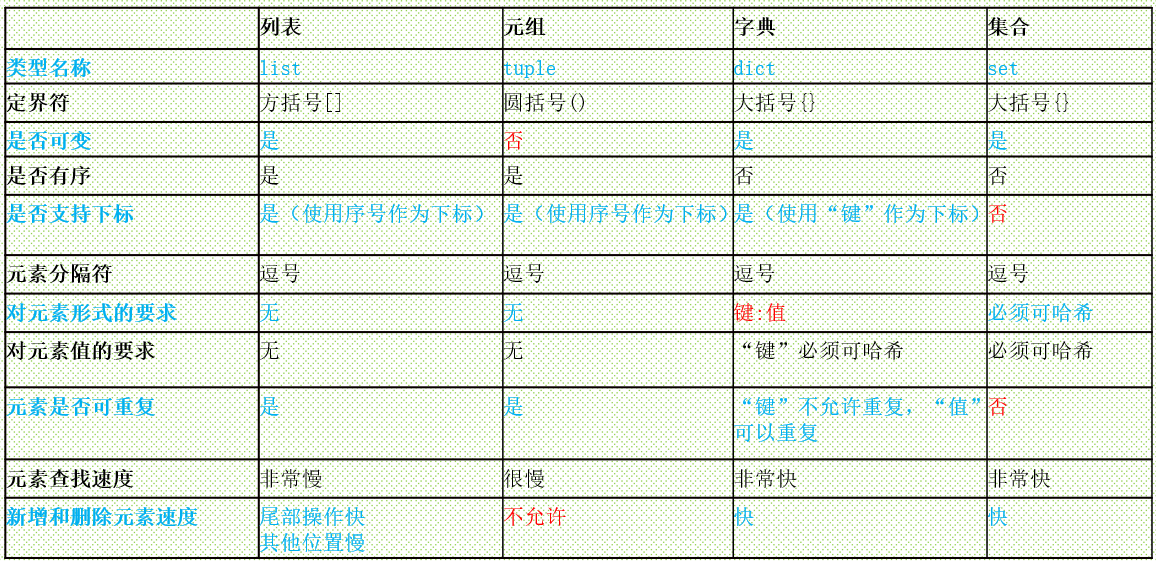 列表 元组 字典 集合
类型名称 list tuple dict set
定界符 方括号[] 圆括号() 大括号{} 大括号{}
是否可变 是 否 是 是
是否有序 是 是 否 否
是否支持下标 是（使用序号作为下标） 是（使用序号作为下标） 是（使用“键”作为下标） 否
元素分隔符 逗号 逗号 逗号 逗号
对元素形式的要求 无 无 键:值 必须可哈希
对元素值的要求 无 无 “键”必须可哈希 必须可哈希
元素是否可重复 是 是 “键”不允许重复，“值” 否
可以重复
元素查找速度 非常慢 很慢 非常快 非常快
新增和删除元素速度 尾部操作快 不允许 快 快
其他位置慢